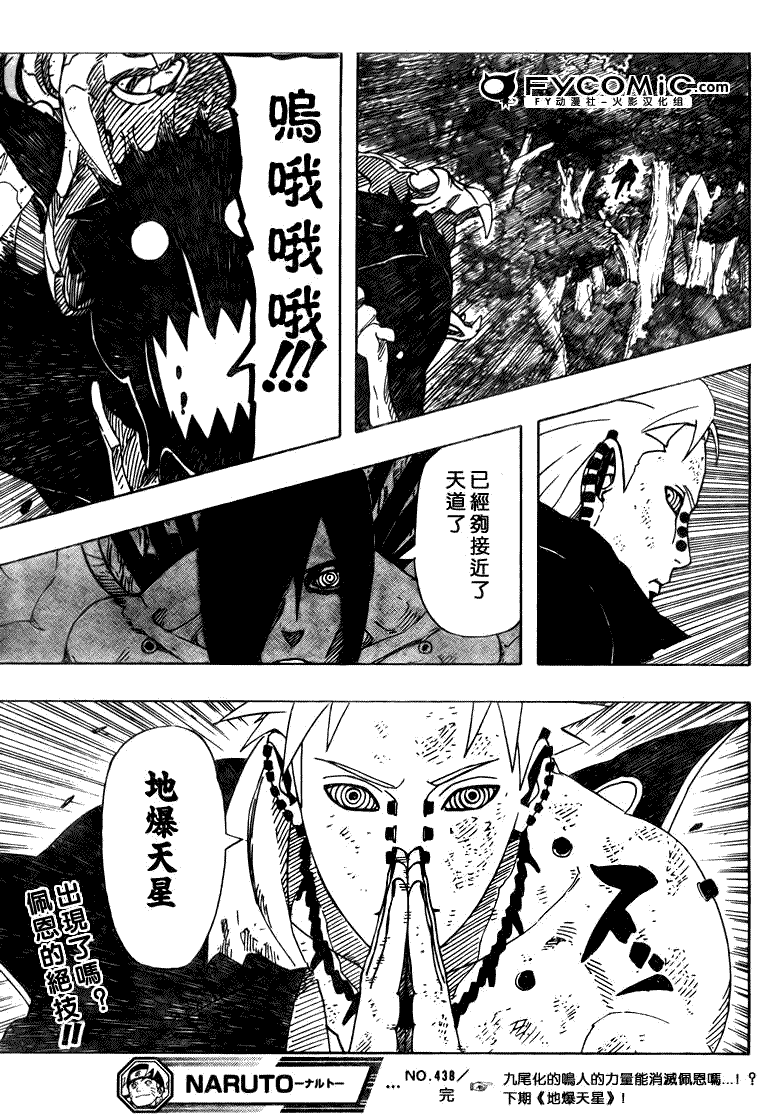 FYCOMIC.com
FY动漫社-火影汉化组
嗚哦哦哦!!!
已經夠接近了
天道了
地爆天星
ズッ
出現了嗎?
佩恩的絕技!!
NARUTO —ナルト—
...
NO.438/
完
☞ 九尾化的鳴人的力量能消滅佩恩嗎...!?
下期《地爆天星》!